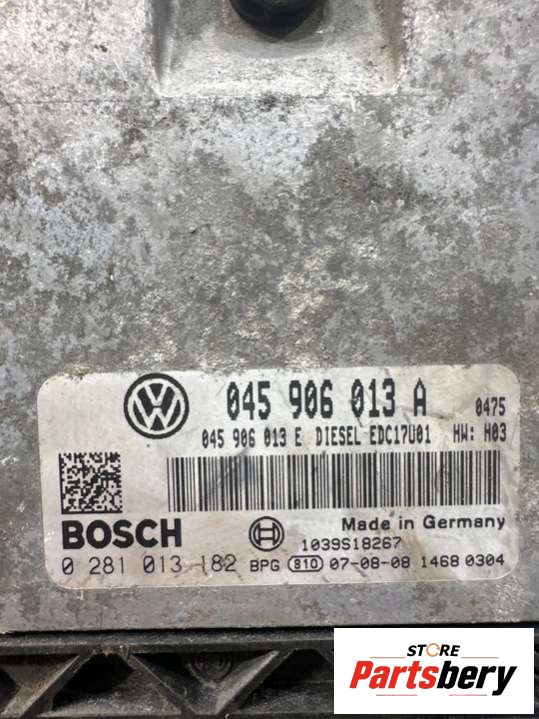 045 906 013 A 0475
045 906 013 E DIESEL EDC17U01 HW: H03
BOSCH Made in Germany
1039S18267
0 281 013 182 BPG 810 07-08-08 1468 0304
STORE
Partsbery